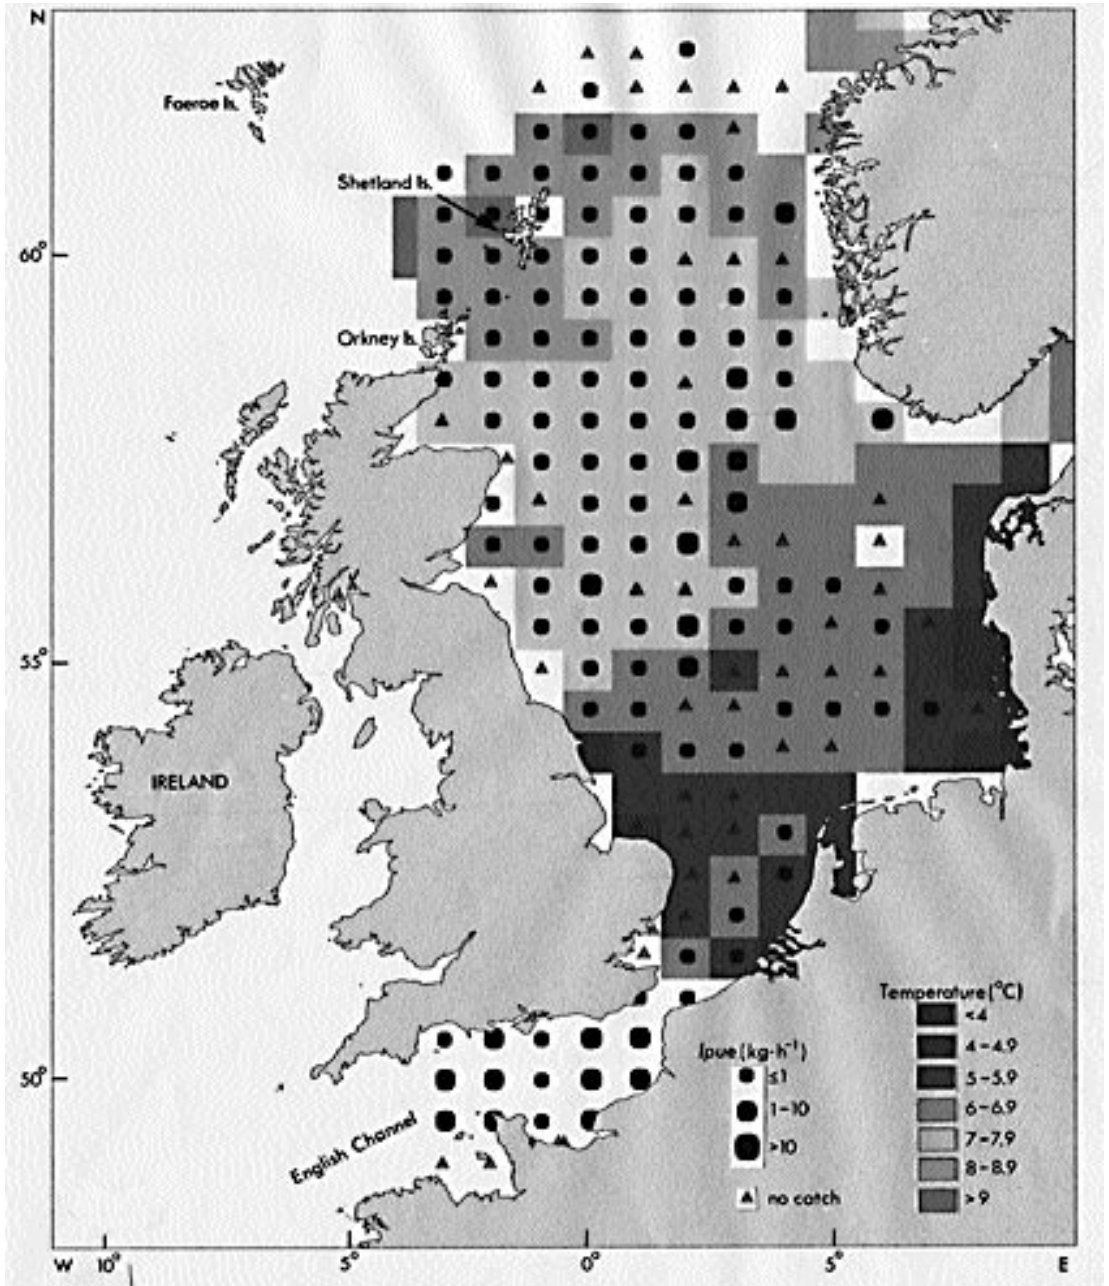 N
Faeroe Is.
Shetland Is.
60°
Orkney Is.
55°
IRELAND
Temperature (°C)
<4
4-4.9
5-5.9
6-6.9
7-7.9
8-8.9
>9
lpue (kg·h⁻¹)
≤1
1-10
>10
no catch
50°
English Channel
W 10° 5° 0° 5° E